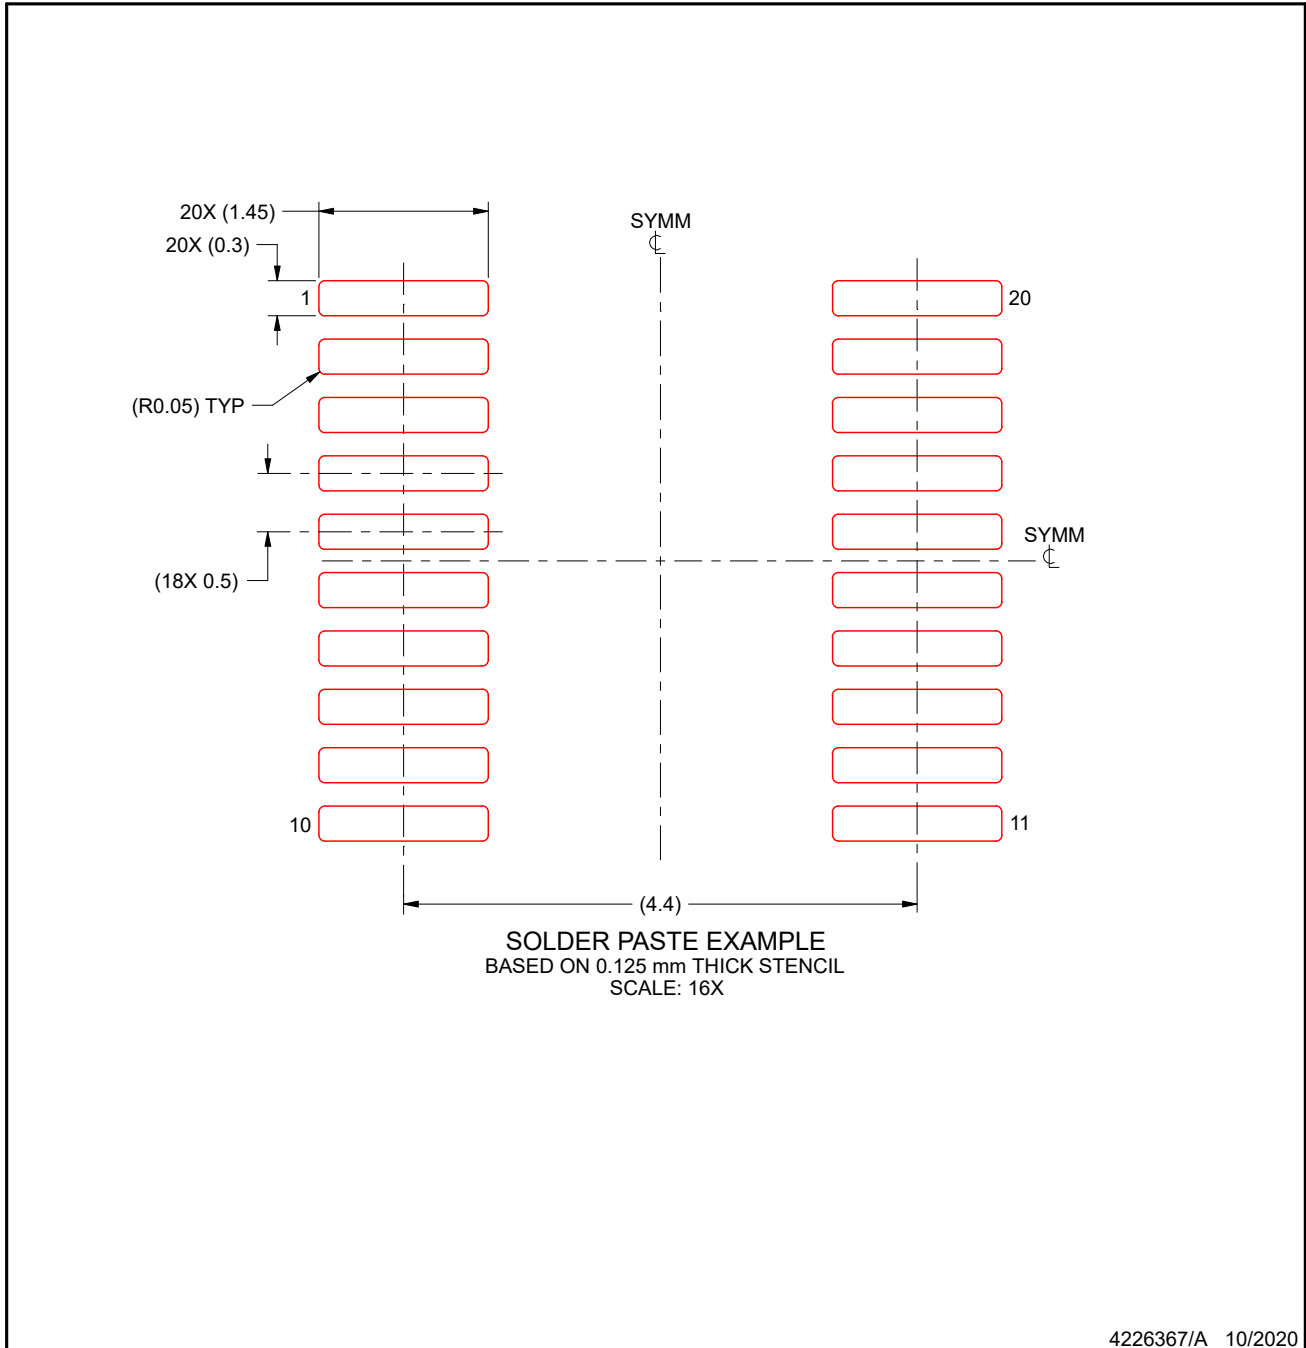 20X (1.45)
20X (0.3)
SYMM
℄
1
20
(R0.05) TYP
SYMM
℄
(18X 0.5)
10
11
(4.4)
SOLDER PASTE EXAMPLE
BASED ON 0.125 mm THICK STENCIL
SCALE: 16X
4226367/A 10/2020